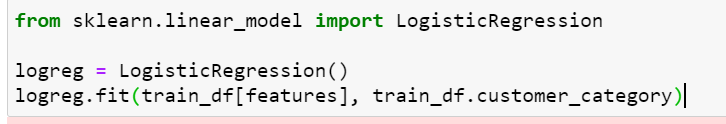 from sklearn.linear_model import LogisticRegression
logreg = LogisticRegression()
logreg.fit(train_df[features], train_df.customer_category)